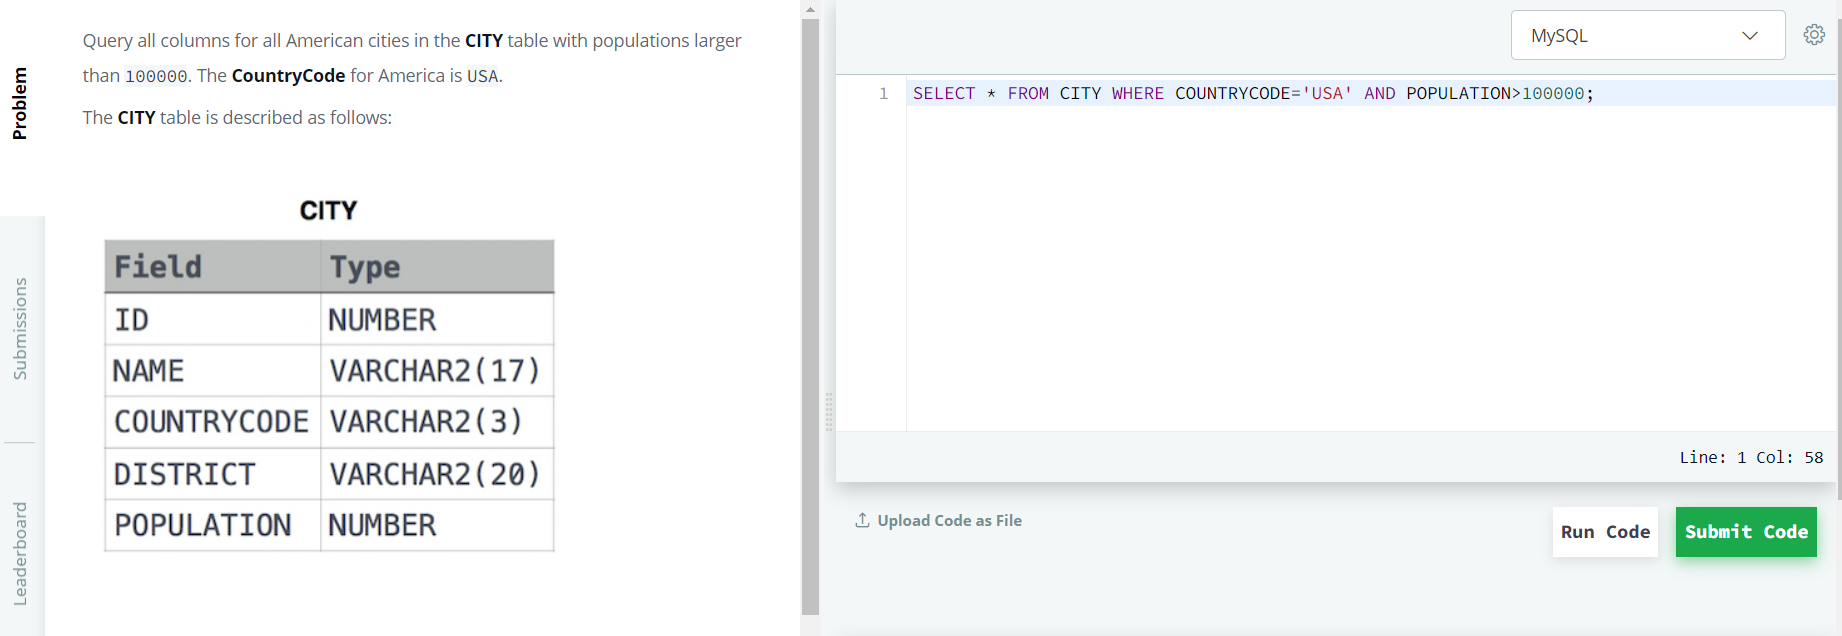 Problem
Submissions
Leaderboard
Query all columns for all American cities in the CITY table with populations larger
than 100000. The CountryCode for America is USA.
The CITY table is described as follows:
CITY
Field Type
ID NUMBER
NAME VARCHAR2(17)
COUNTRYCODE VARCHAR2(3)
DISTRICT VARCHAR2(20)
POPULATION NUMBER
MySQL
1 SELECT * FROM CITY WHERE COUNTRYCODE='USA' AND POPULATION>100000;
Line: 1 Col: 58
Upload Code as File
Run Code
Submit Code